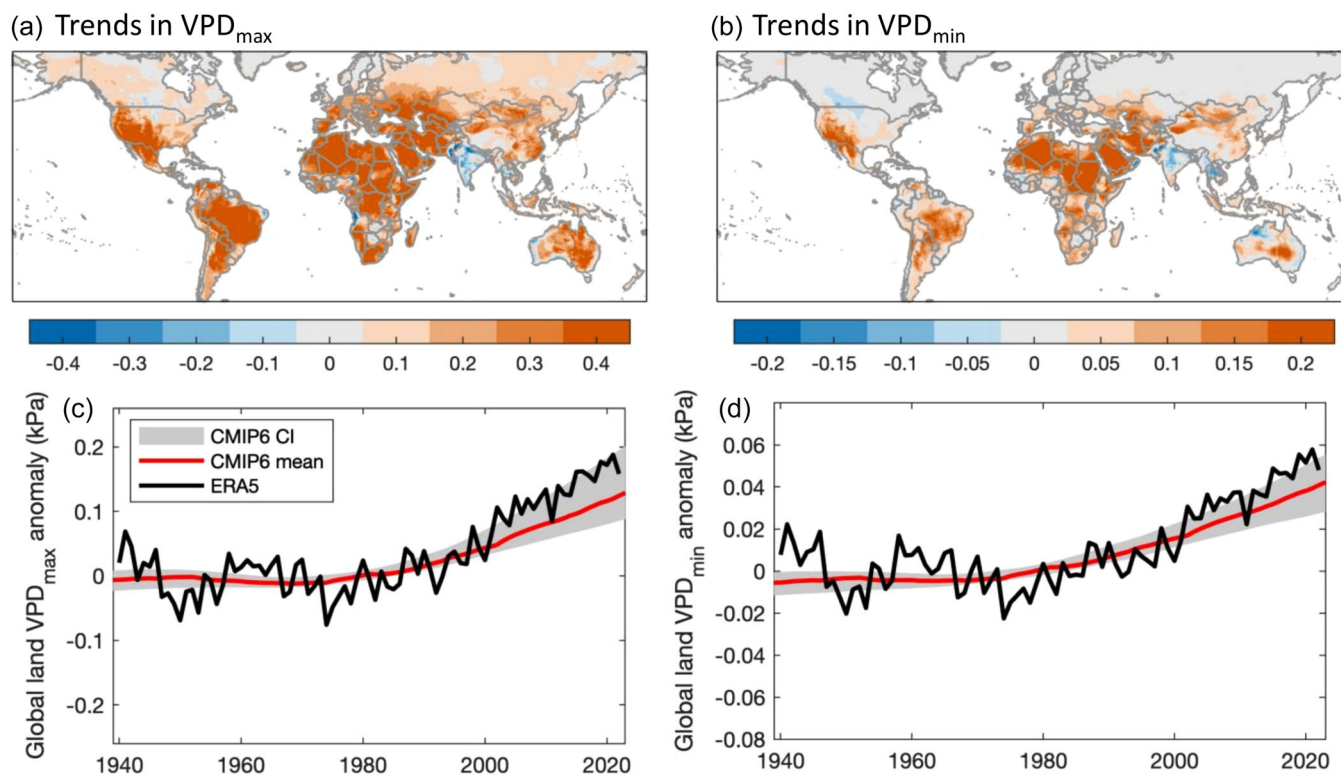 (a) Trends in VPDmax
(b) Trends in VPDmin
-0.4 -0.3 -0.2 -0.1 0 0.1 0.2 0.3 0.4
-0.2 -0.15 -0.1 -0.05 0 0.05 0.1 0.15 0.2
(c)
Global land VPDmax anomaly (kPa)
0.2
0.1
0
-0.1
-0.2
CMIP6 CI
CMIP6 mean
ERA5
1940 1960 1980 2000 2020
(d)
Global land VPDmin anomaly (kPa)
0.08
0.06
0.04
0.02
0
-0.02
-0.04
-0.06
-0.08
1940 1960 1980 2000 2020